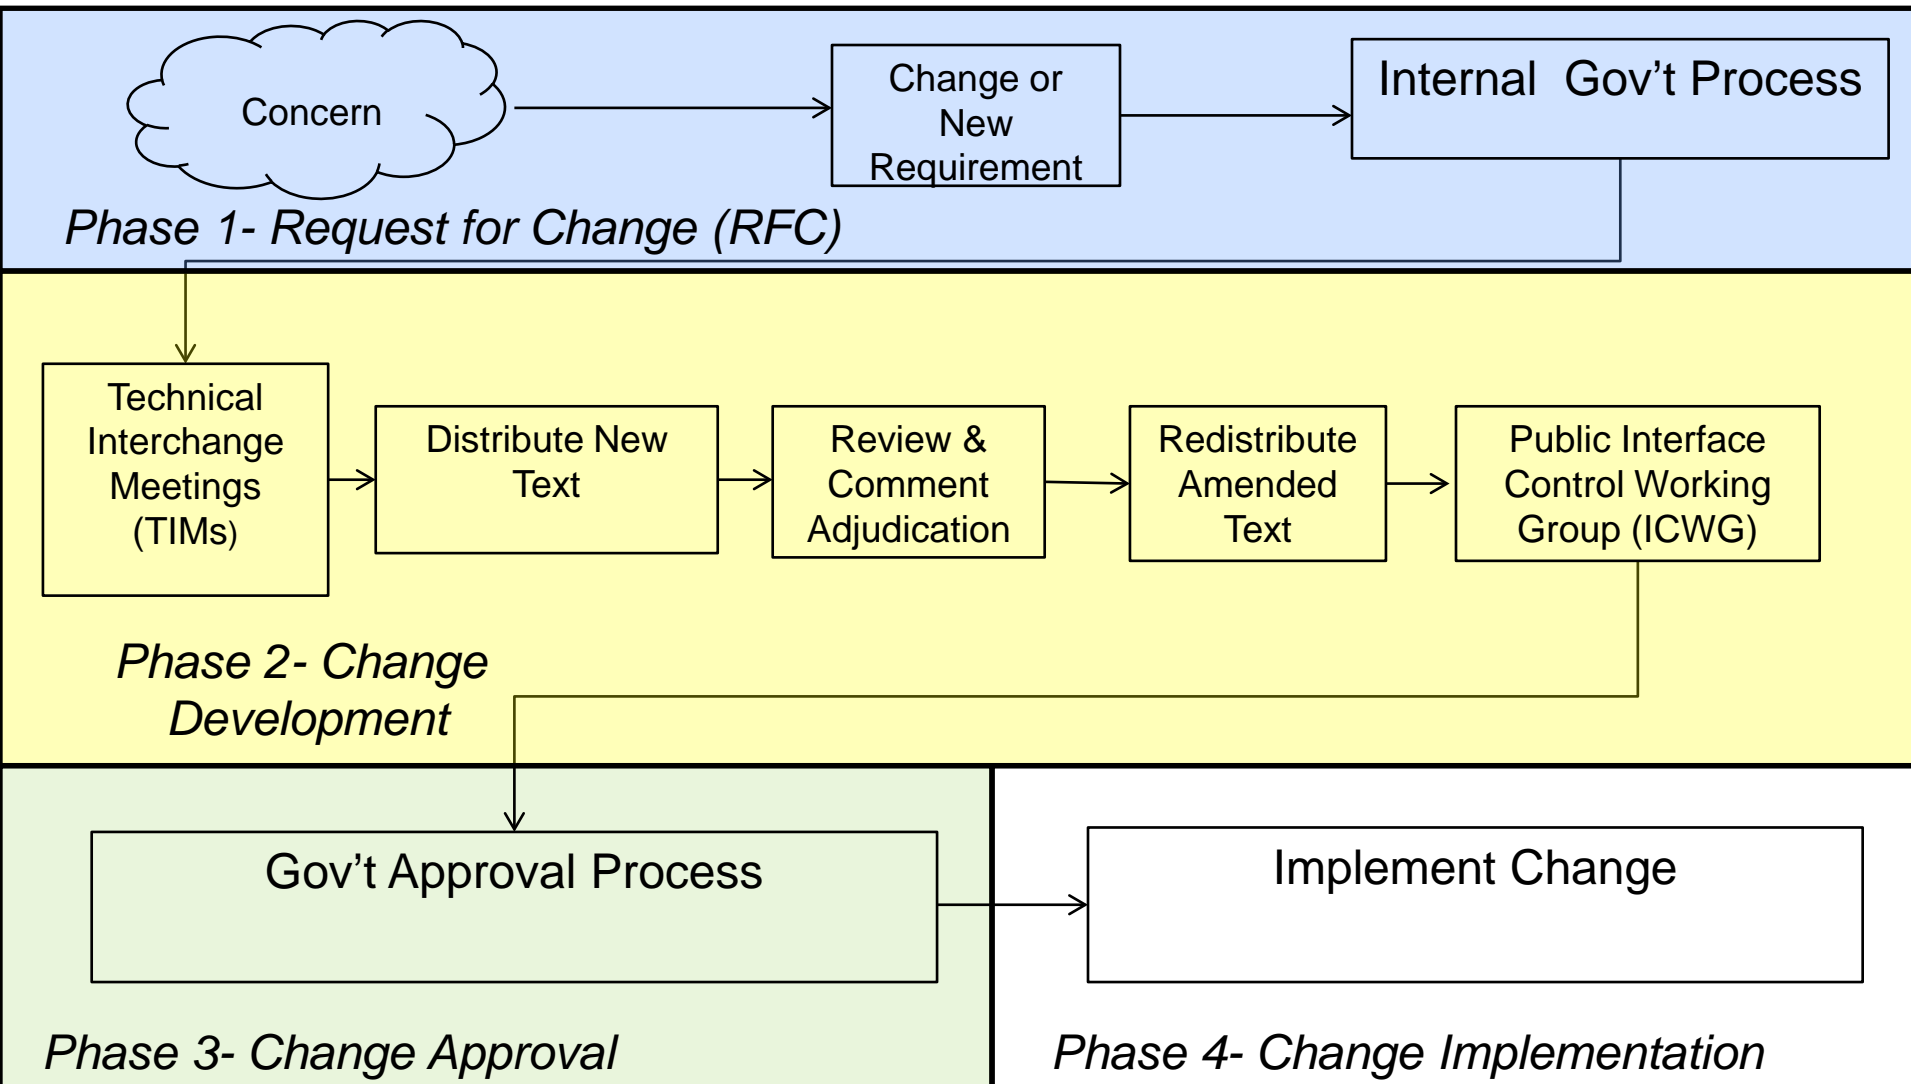 Concern
Change or
New
Requirement
Internal Gov't Process
Phase 1- Request for Change (RFC)
Technical
Interchange
Meetings
(TIMs)
Distribute New
Text
Review &
Comment
Adjudication
Redistribute
Amended
Text
Public Interface
Control Working
Group (ICWG)
Phase 2- Change
Development
Gov't Approval Process
Implement Change
Phase 3- Change Approval
Phase 4- Change Implementation